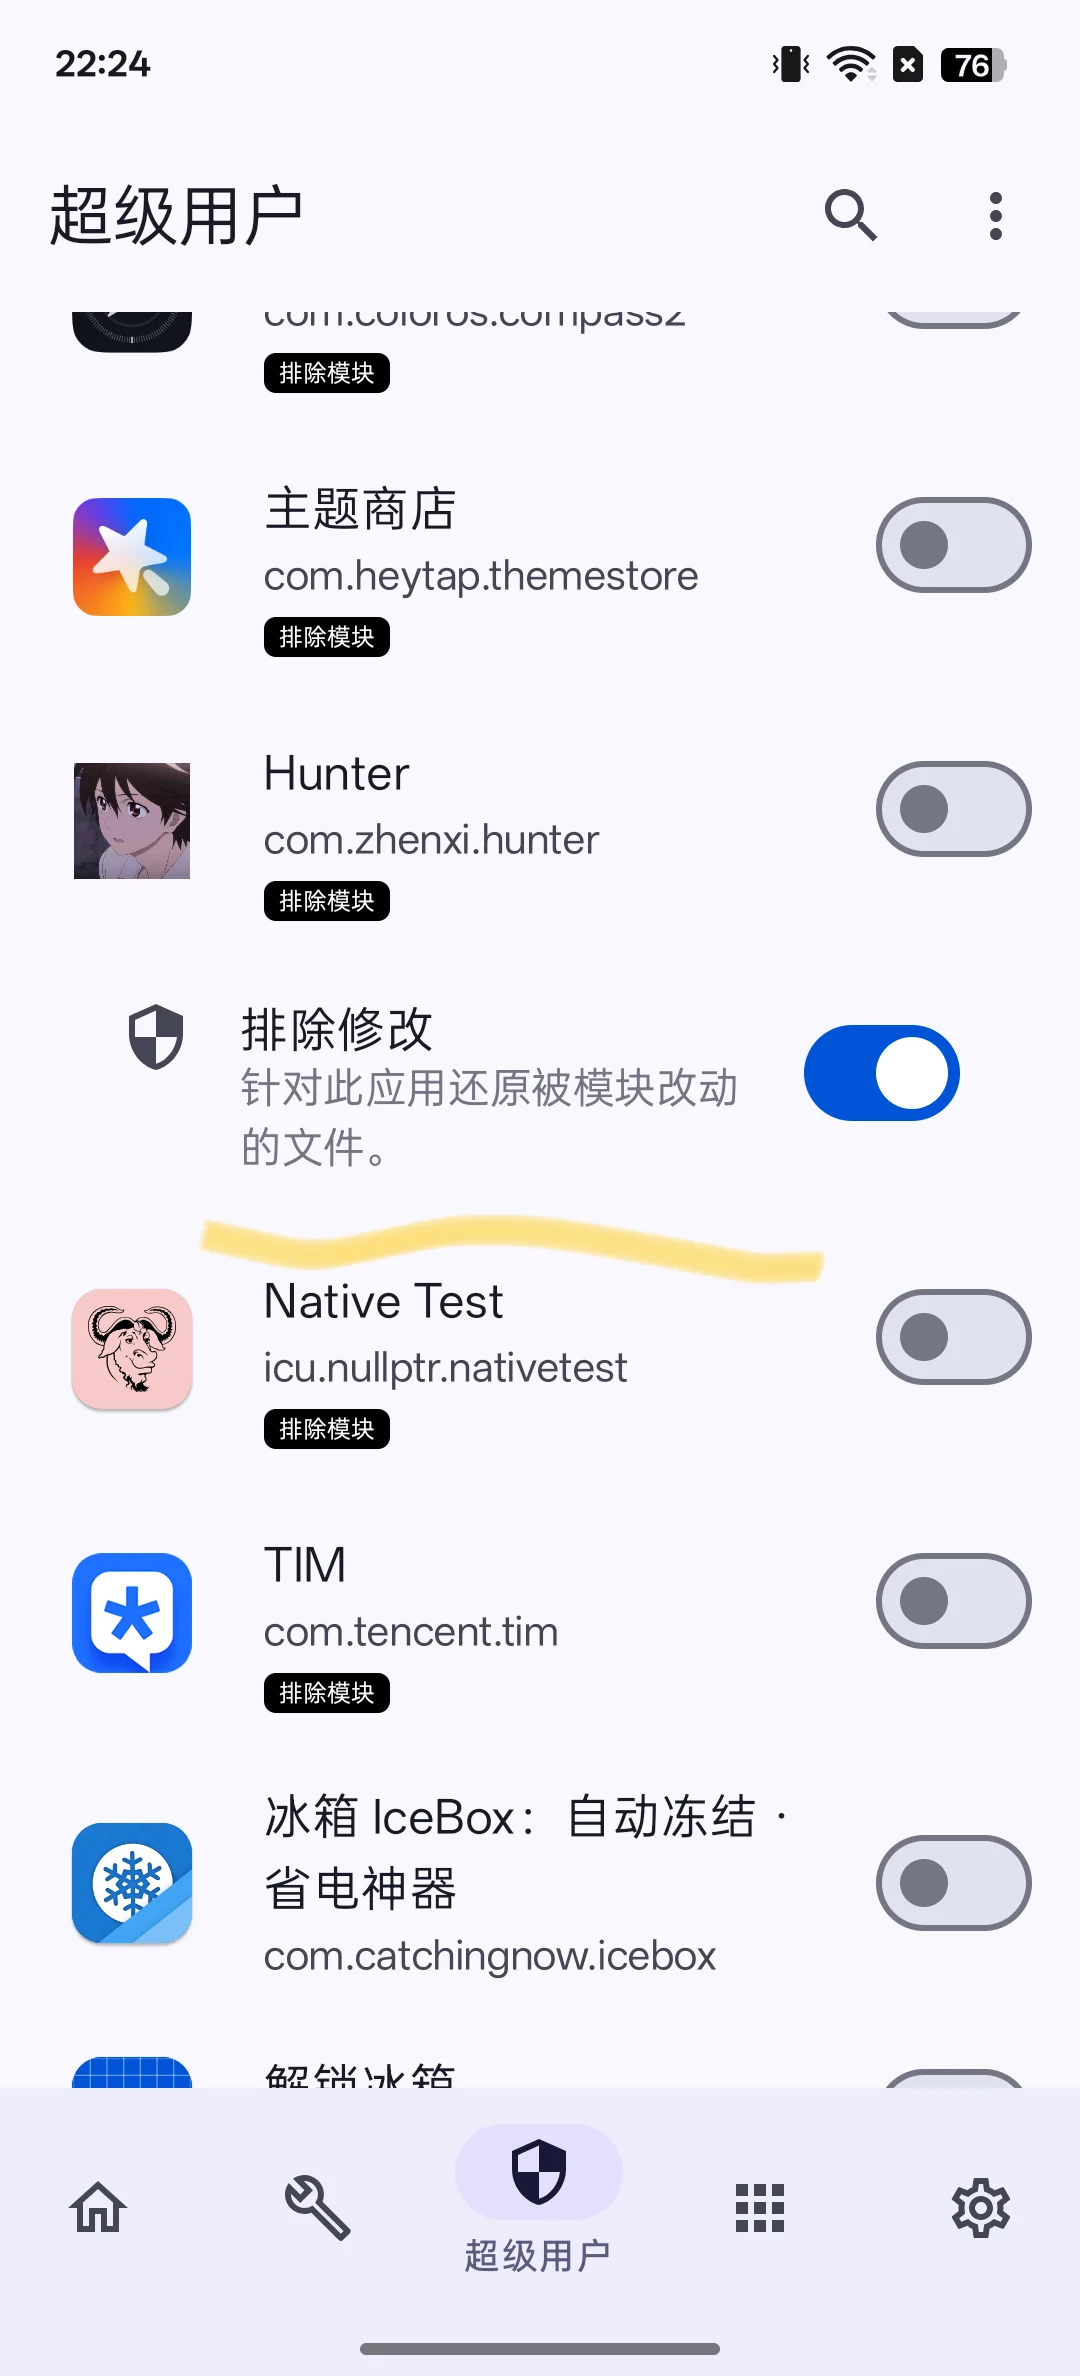 22:24
76
超级用户
com.coloros.compass2
排除模块
主题商店
com.heytap.themestore
排除模块
Hunter
com.zhenxi.hunter
排除模块
排除修改
针对此应用还原被模块改动
的文件。
Native Test
icu.nullptr.nativetest
排除模块
TIM
com.tencent.tim
排除模块
冰箱 IceBox：自动冻结 ·
省电神器
com.catchingnow.icebox
解锁冰箱
超级用户